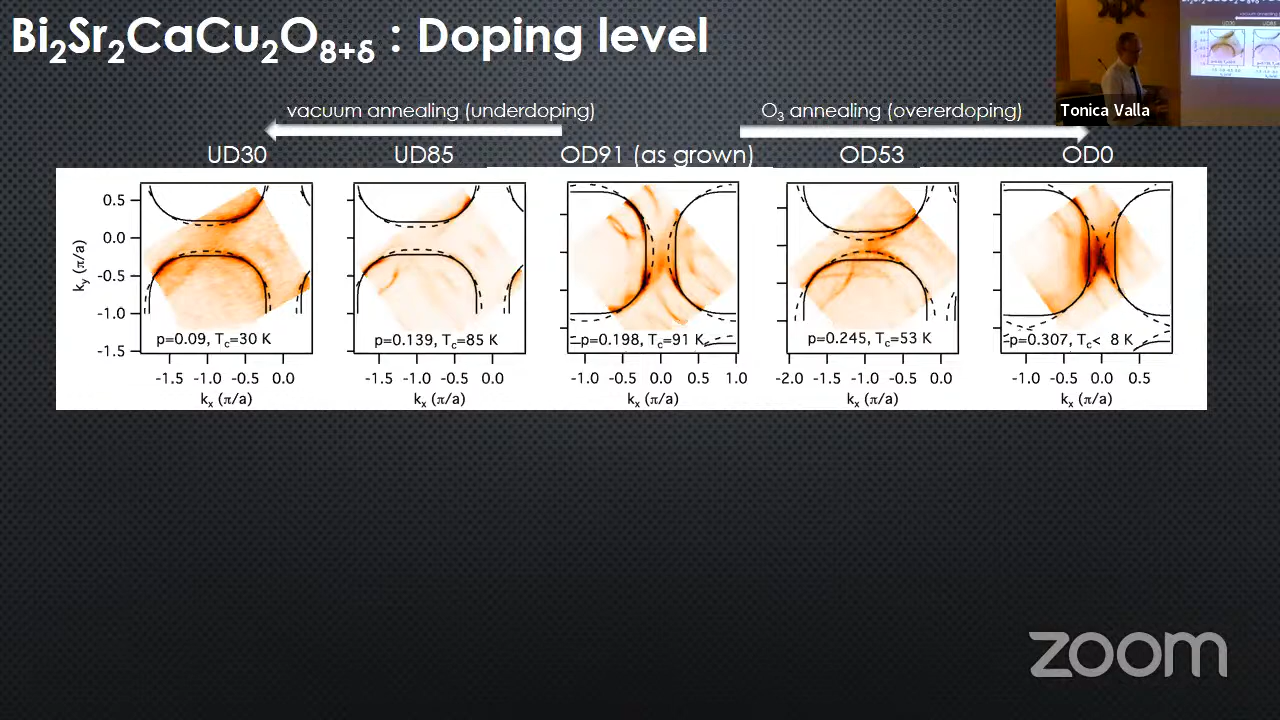 Bi2Sr2CaCu2O8+δ : Doping level
Tonica Valla
vacuum annealing (underdoping)
O3 annealing (overerdoping)
UD30
UD85
OD91 (as grown)
OD53
OD0
0.5
0.0
-0.5
-1.0
-1.5
ky (π/a)
p=0.09, Tc=30 K
p=0.139, Tc=85 K
p=0.198, Tc=91 K
p=0.245, Tc=53 K
p=0.307, Tc< 8 K
-1.5 -1.0 -0.5 0.0
-1.5 -1.0 -0.5 0.0
-1.0 -0.5 0.0 0.5 1.0
-2.0 -1.5 -1.0 -0.5 0.0
-1.0 -0.5 0.0 0.5
kx (π/a)
kx (π/a)
kx (π/a)
kx (π/a)
kx (π/a)
zoom